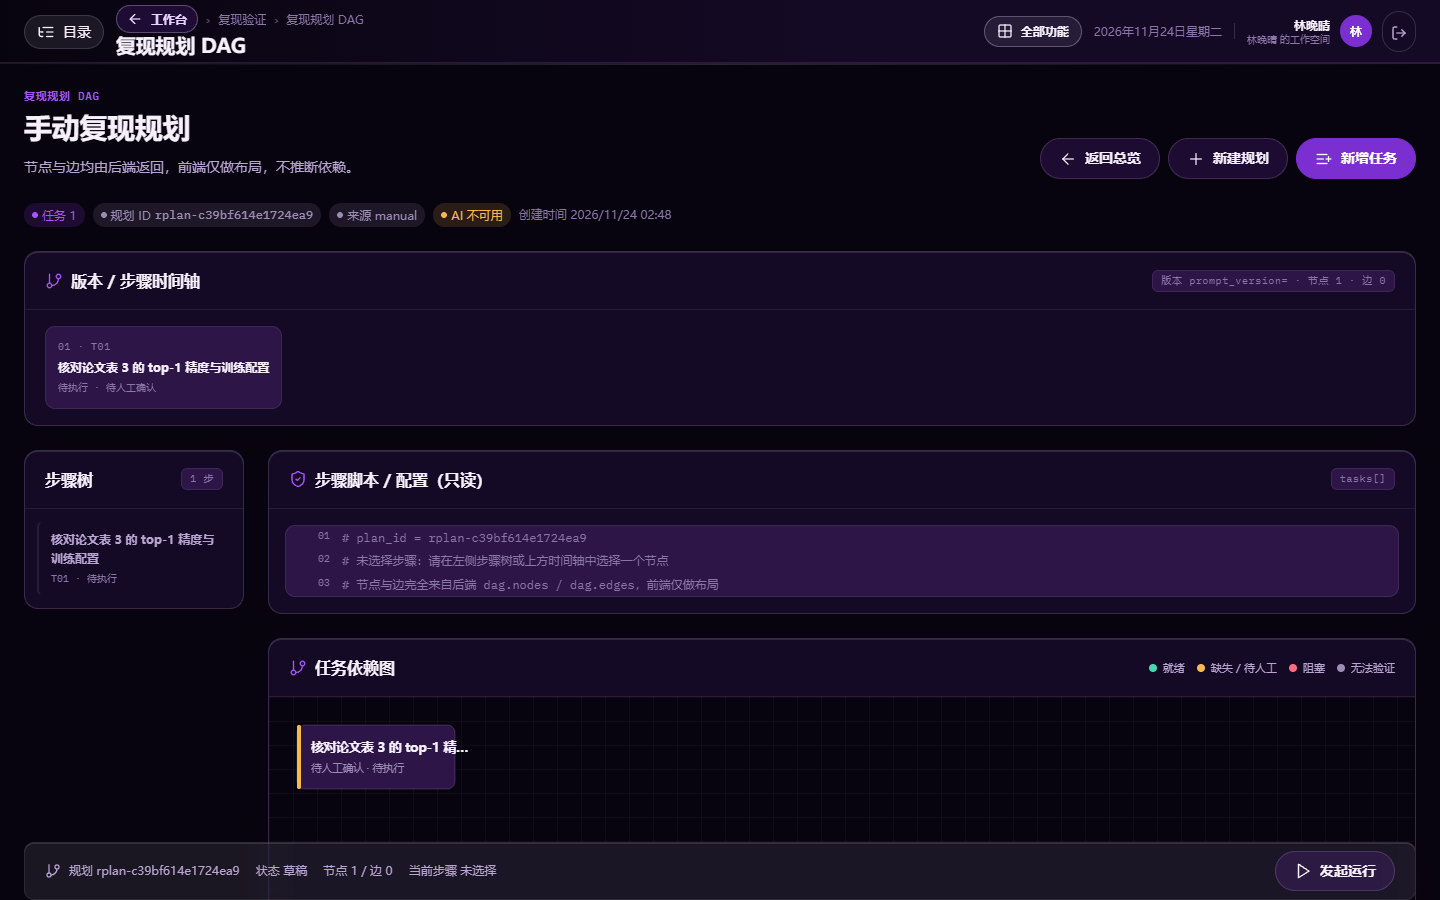 目录
工作台 › 复现验证 › 复现规划 DAG
复现规划 DAG
全部功能
2026年11月24日星期二
林晚晴
林晚晴 的工作空间
林
复现规划 DAG
手动复现规划
节点与边均由后端返回，前端仅做布局，不推断依赖。
返回总览
新建规划
新增任务
任务 1
规划 ID rplan-c39bf614e1724ea9
来源 manual
AI 不可用
创建时间 2026/11/24 02:48
版本 / 步骤时间轴
版本 prompt_version= · 节点 1 · 边 0
01 · T01
核对论文表 3 的 top-1 精度与训练配置
待执行 · 待人工确认
步骤树
1 步
核对论文表 3 的 top-1 精度与
训练配置
T01 · 待执行
步骤脚本 / 配置（只读）
tasks[]
01 # plan_id = rplan-c39bf614e1724ea9
02 # 未选择步骤: 请在左侧步骤树或上方时间轴中选择一个节点
03 # 节点与边完全来自后端 dag.nodes / dag.edges, 前端仅做布局
任务依赖图
就绪
缺失 / 待人工
阻塞
无法验证
核对论文表 3 的 top-1 精…
待人工确认 · 待执行
规划 rplan-c39bf614e1724ea9
状态 草稿
节点 1 / 边 0
当前步骤 未选择
发起运行